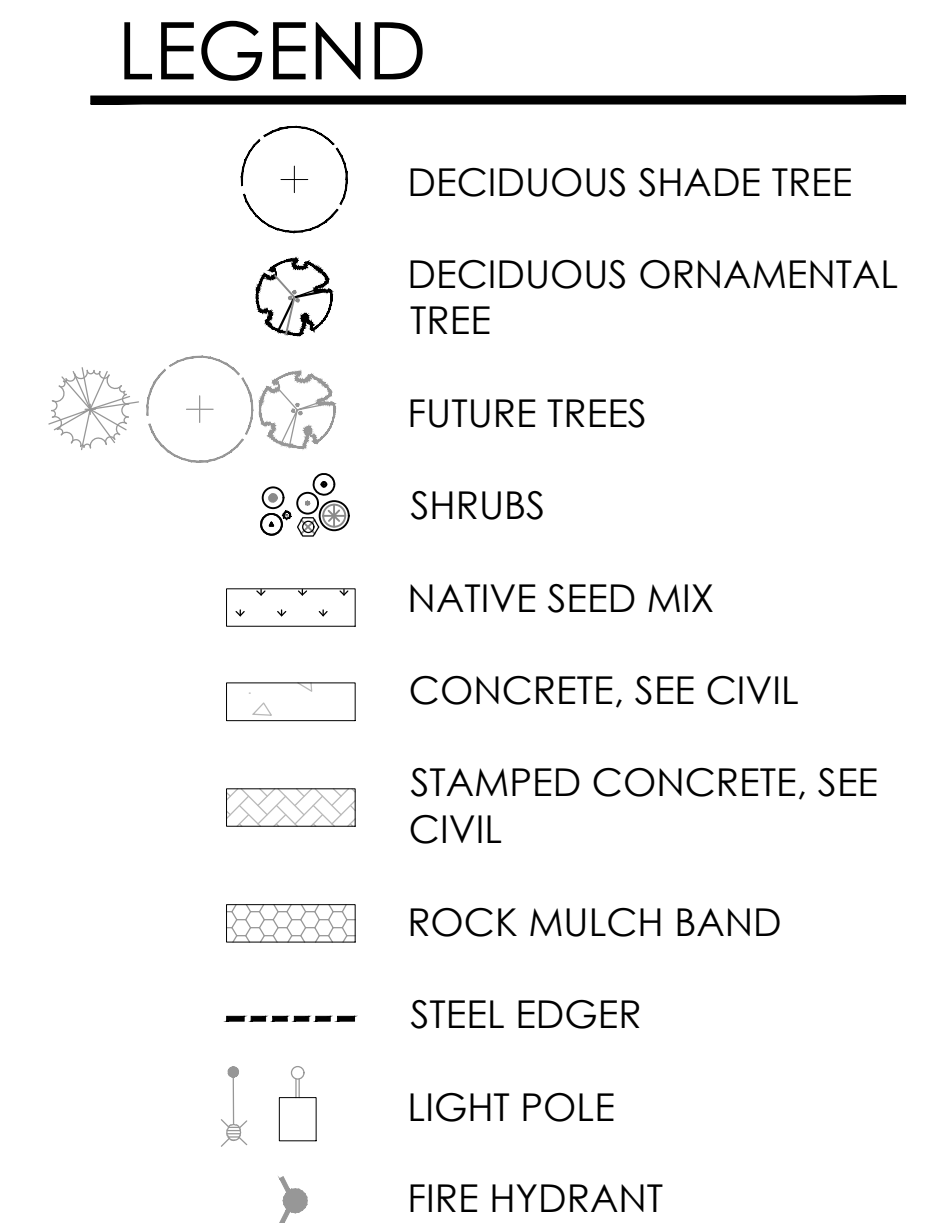 LEGEND
DECIDUOUS SHADE TREE
DECIDUOUS ORNAMENTAL
TREE
FUTURE TREES
SHRUBS
NATIVE SEED MIX
CONCRETE, SEE CIVIL
STAMPED CONCRETE, SEE
CIVIL
ROCK MULCH BAND
STEEL EDGER
LIGHT POLE
FIRE HYDRANT